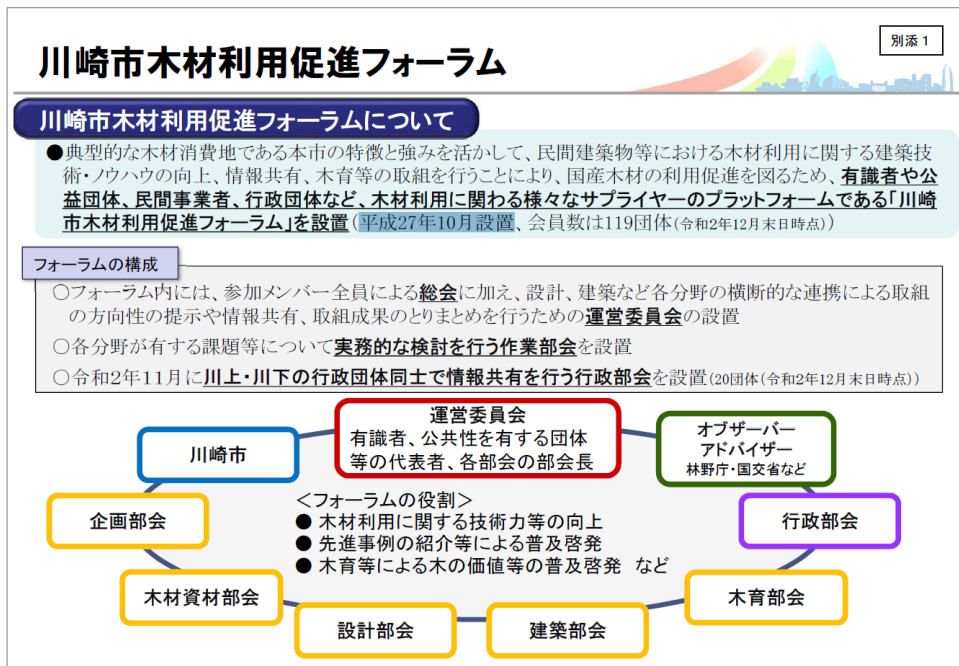 別添1
川崎市木材利用促進フォーラム
川崎市木材利用促進フォーラムについて
●典型的な木材消費地である本市の特徴と強みを活かして、民間建築物等における木材利用に関する建築技
術・ノウハウの向上、情報共有、木育等の取組を行うことにより、国産木材の利用促進を図るため、有識者や公
益団体、民間事業者、行政団体など、木材利用に関わる様々なサプライヤーのプラットフォームである「川崎
市木材利用促進フォーラム」を設置(平成27年10月設置、会員数は119団体(令和2年12月末日時点))
フォーラムの構成
○フォーラム内には、参加メンバー全員による総会に加え、設計、建築など各分野の横断的な連携による取組
の方向性の提示や情報共有、取組成果のとりまとめを行うための運営委員会の設置
○各分野が有する課題等について実務的な検討を行う作業部会を設置
○令和2年11月に川上・川下の行政団体同士で情報共有を行う行政部会を設置(20団体(令和2年12月末日時点))
運営委員会
有識者、公共性を有する団体
等の代表者、各部会の部会長
川崎市
オブザーバー
アドバイザー
林野庁・国交省など
企画部会
<フォーラムの役割>
● 木材利用に関する技術力等の向上
● 先進事例の紹介等による普及啓発
● 木育等による木の価値等の普及啓発 など
行政部会
木材資材部会
木育部会
設計部会
建築部会